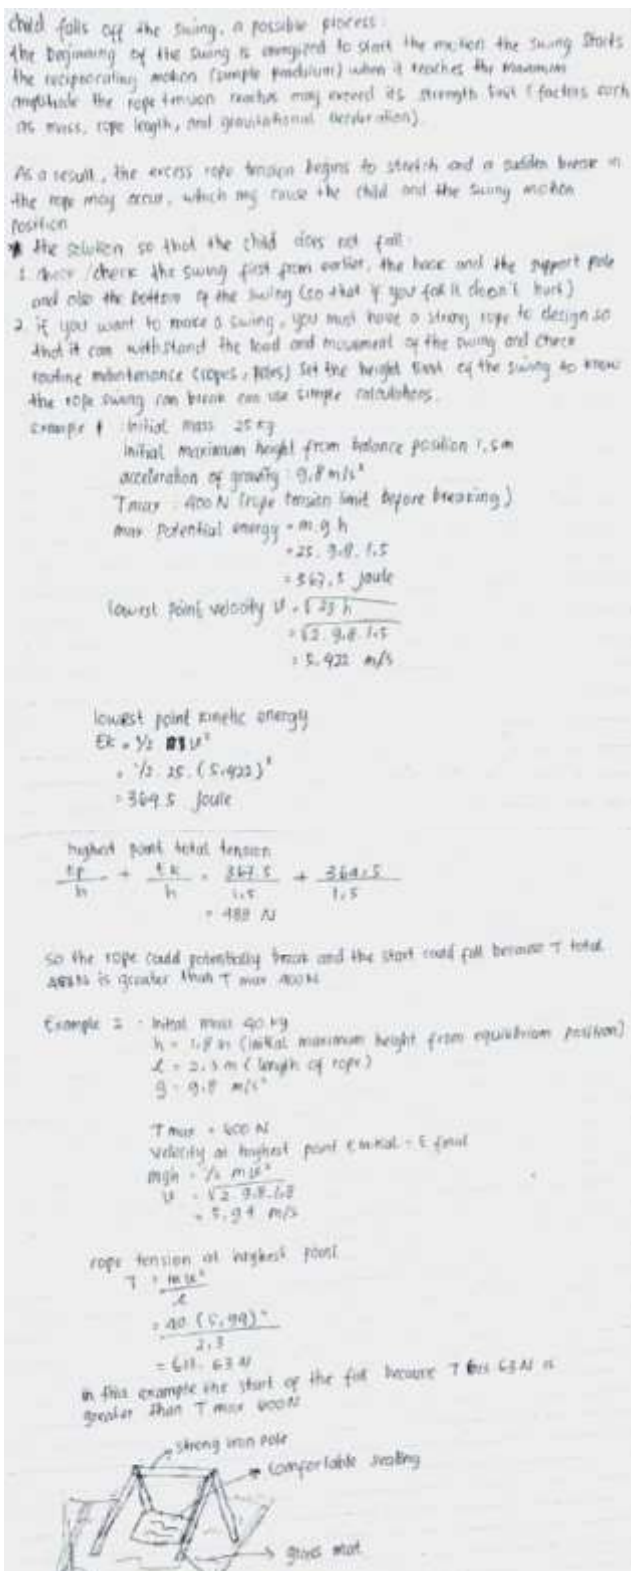 Child falls off the swing, a possible process:
the beginning of the swing is energized to start the motion the swing starts
the reciprocating motion (simple pendulum) when it reaches the maximum
amplitude the rope tension reaches may exceed its strength limit (factors such
as mass, rope length, and gravitational acceleration).
As a result, the excess rope tension begins to stretch and a sudden break in
the rope may occur, which may cause the child and the swing motion
position
* the solution so that the child does not fall:
1. check the swing first from earlier, the back and the support pole
and also the bottom of the swing (so that if you fall it doesn't hurt)
2. if you want to make a swing, you must have a strong rope to design so
that it can withstand the load and movement of the swing and check
routine maintenance (ropes, poles) set the height limit of the swing to know
the rope swing can break can use simple calculations.
Example 1 : initial mass 25 kg
initial maximum height from balance position 1,5 m
acceleration of gravity : 9.8 m/s²
Tmax : 400 N (rope tension limit before breaking)
max Potential energy = m.g.h
= 25. 9.8. 1.5
= 367,5 joule
lowest point velocity v = √2gh
= √2. 9.8. 1.5
= 5.422 m/s
lowest point kinetic energy
Ek = 1/2 m v²
= 1/2. 25. (5.422)²
= 369.5 Joule
highest point total tension
Ep/h + Ek/h = 367.5/1.5 + 369.5/1.5
= 488 N
so the rope could potentially break and the start could fall because T total
488 N is greater than T max 400 N
Example 2 : Initial mass 40 kg
h = 1.8 m (initial maximum height from equilibrium position)
l = 2.3 m (length of rope)
g = 9.8 m/s²
T max = 600 N
Velocity at highest point E initial = E final
mgh = 1/2 mv²
v = √2 9.8. 1.8
= 5.94 m/s
rope tension at highest point
T = mv²/l
= 40 (5.94)²/2.3
= 613. 63 N
in this example the start of the fall because T 613 63 N is
greater than T max 600 N
strong iron pole
comfortable seating
grass mat